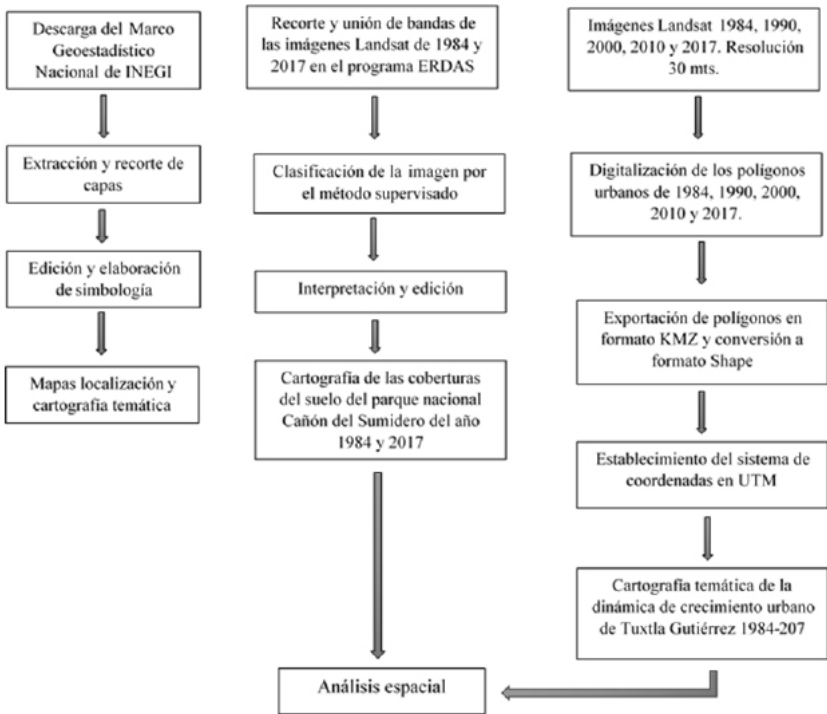 Descarga del Marco
Geoestadístico
Nacional de INEGI
Extracción y recorte de
capas
Edición y elaboración
de simbología
Mapas localización y
cartografía temática
Recorte y unión de bandas de
las imágenes Landsat de 1984 y
2017 en el programa ERDAS
Clasificación de la imagen por
el método supervisado
Interpretación y edición
Cartografía de las coberturas
del suelo del parque nacional
Cañón del Sumidero del año
1984 y 2017
Imágenes Landsat 1984, 1990,
2000, 2010 y 2017. Resolución
30 mts.
Digitalización de los polígonos
urbanos de 1984, 1990, 2000,
2010 y 2017.
Exportación de polígonos en
formato KMZ y conversión a
formato Shape
Establecimiento del sistema de
coordenadas en UTM
Cartografía temática de la
dinámica de crecimiento urbano
de Tuxtla Gutiérrez 1984-207
Análisis espacial